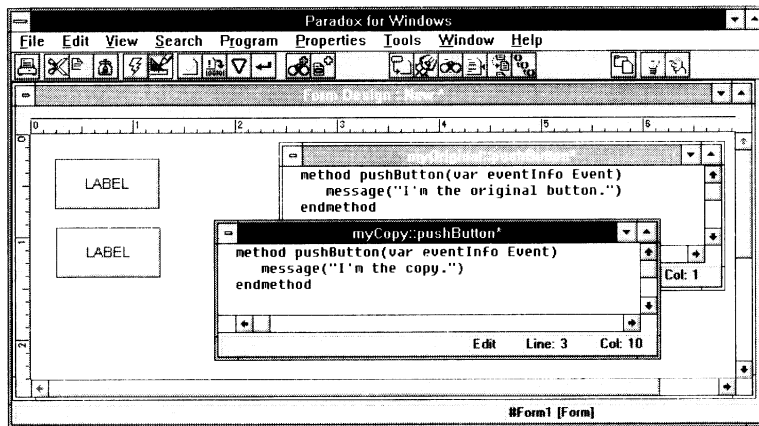 Paradox for Windows
File Edit View Search Program Properties Tools Window Help
Form Design : New *
0 1 2 3 4 5 6
LABEL
method pushButton(var eventInfo Event)
message("I'm the original button.")
endmethod
Col: 1
LABEL
myCopy::pushButton*
method pushButton(var eventInfo Event)
message("I'm the copy.")
endmethod
Edit Line: 3 Col: 10
#Form1 [Form]